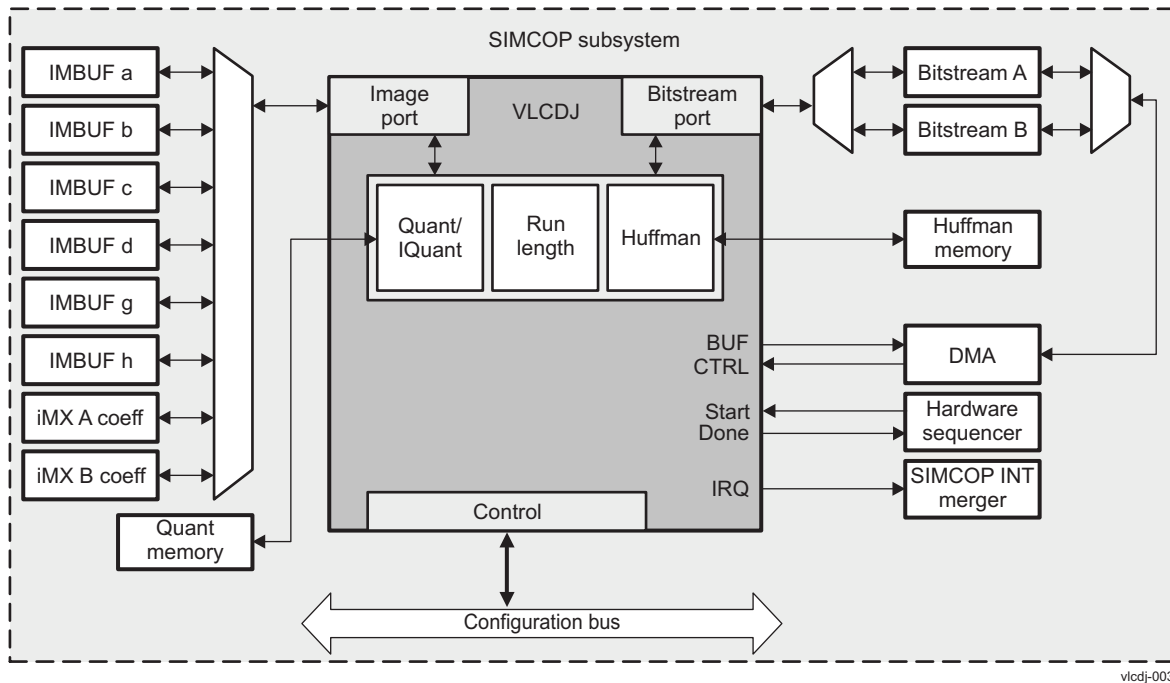 SIMCOP subsystem
IMBUF a
IMBUF b
IMBUF c
IMBUF d
IMBUF g
IMBUF h
iMX A coeff
iMX B coeff
Quant
memory
Image
port
VLCDJ
Bitstream
port
Quant/
IQuant
Run
length
Huffman
BUF
CTRL
Start
Done
IRQ
Control
Configuration bus
Bitstream A
Bitstream B
Huffman
memory
DMA
Hardware
sequencer
SIMCOP INT
merger
vlcdj-003